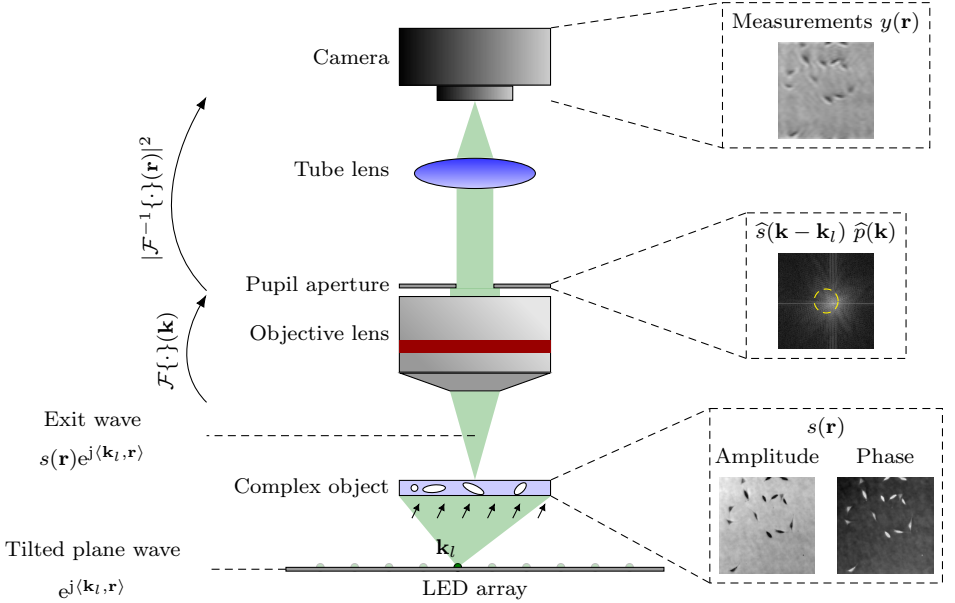 Camera
Measurements y(𝐫)
Tube lens
|ℱ⁻¹{·}(𝐫)|²
ŝ(𝐤 − 𝐤ₗ) p̂(𝐤)
Pupil aperture
Objective lens
ℱ{·}(𝐤)
Exit wave
s(𝐫)e^{j⟨𝐤ₗ,𝐫⟩}
s(𝐫)
Amplitude Phase
Complex object
𝐤ₗ
Tilted plane wave
e^{j⟨𝐤ₗ,𝐫⟩}
LED array